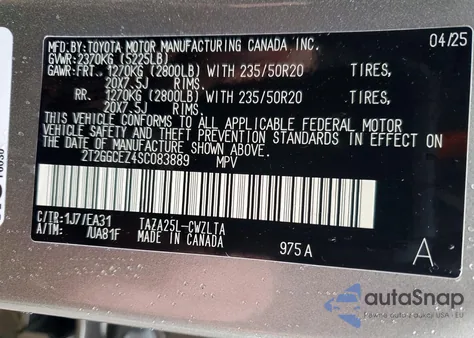 MFD. BY: TOYOTA MOTOR MANUFACTURING CANADA INC. 04/25
GVWR: 2370KG (5225LB)
GAWR: FRT. 1270KG (2800LB) WITH 235/50R20 TIRES,
20X7.5J RIMS.
RR. 1270KG (2800LB) WITH 235/50R20 TIRES,
20X7.5J RIMS.
THIS VEHICLE CONFORMS TO ALL APPLICABLE FEDERAL MOTOR
VEHICLE SAFETY AND THEFT PREVENTION STANDARDS IN EFFECT ON
THE DATE OF MANUFACTURE SHOWN ABOVE.
2T2GGCEZ4SC083889 MPV
C/TR:1J7/EA31 TAZA25L-CWZLTA
A/TM: /UA81F MADE IN CANADA 975A A
autoSnap